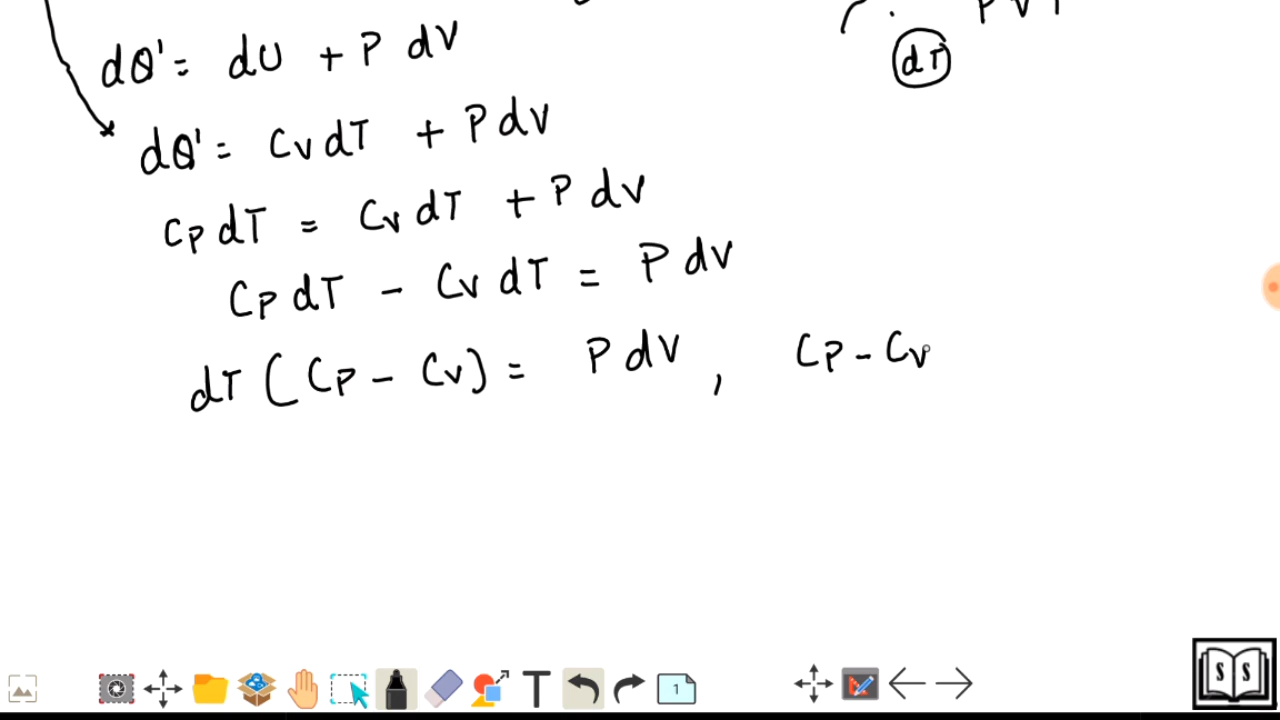 P V T
dQ' = dU + P dV
dT
dQ' = Cv dT + P dV
CP dT = Cv dT + P dV
CP dT - Cv dT = P dV
dT ( CP - Cv ) = P dV , CP - Cv
T
1
S S